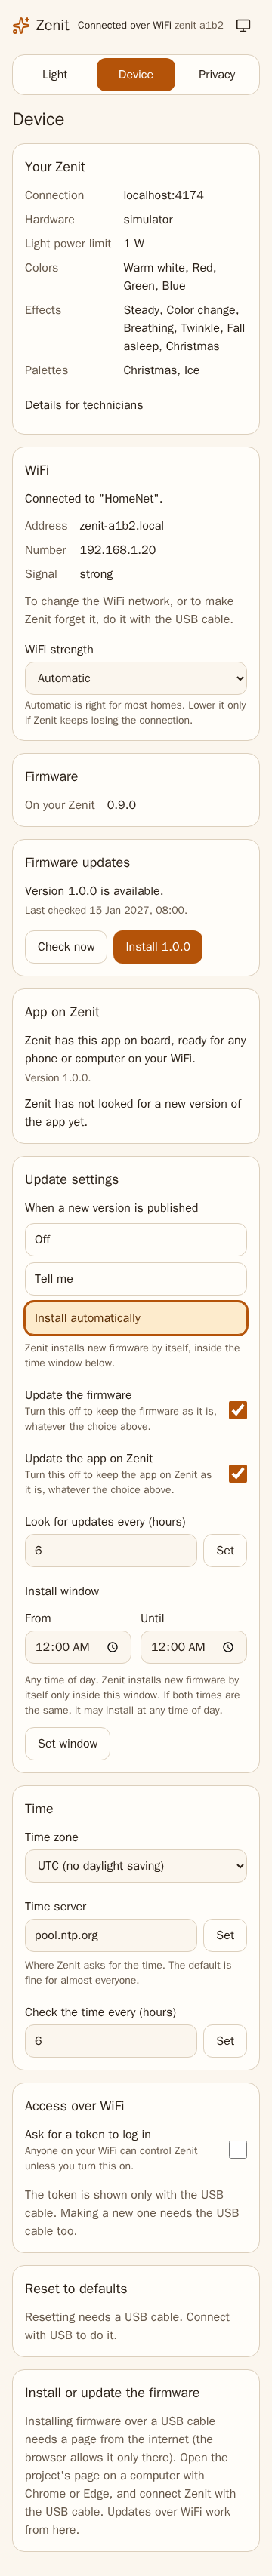 Zenit Connected over WiFi zenit-a1b2
Light Device Privacy
Device
Your Zenit
Connection localhost:4174
Hardware simulator
Light power limit 1 W
Colors Warm white, Red,
Green, Blue
Effects Steady, Color change,
Breathing, Twinkle, Fall
asleep, Christmas
Palettes Christmas, Ice
Details for technicians
WiFi
Connected to "HomeNet".
Address zenit-a1b2.local
Number 192.168.1.20
Signal strong
To change the WiFi network, or to make
Zenit forget it, do it with the USB cable.
WiFi strength
Automatic
Automatic is right for most homes. Lower it only
if Zenit keeps losing the connection.
Firmware
On your Zenit 0.9.0
Firmware updates
Version 1.0.0 is available.
Last checked 15 Jan 2027, 08:00.
Check now Install 1.0.0
App on Zenit
Zenit has this app on board, ready for any
phone or computer on your WiFi.
Version 1.0.0.
Zenit has not looked for a new version of
the app yet.
Update settings
When a new version is published
Off
Tell me
Install automatically
Zenit installs new firmware by itself, inside the
time window below.
Update the firmware
Turn this off to keep the firmware as it is,
whatever the choice above.
Update the app on Zenit
Turn this off to keep the app on Zenit as
it is, whatever the choice above.
Look for updates every (hours)
6 Set
Install window
From Until
12:00 AM 12:00 AM
Any time of day. Zenit installs new firmware by
itself only inside this window. If both times are
the same, it may install at any time of day.
Set window
Time
Time zone
UTC (no daylight saving)
Time server
pool.ntp.org Set
Where Zenit asks for the time. The default is
fine for almost everyone.
Check the time every (hours)
6 Set
Access over WiFi
Ask for a token to log in
Anyone on your WiFi can control Zenit
unless you turn this on.
The token is shown only with the USB
cable. Making a new one needs the USB
cable too.
Reset to defaults
Resetting needs a USB cable. Connect
with USB to do it.
Install or update the firmware
Installing firmware over a USB cable
needs a page from the internet (the
browser allows it only there). Open the
project's page on a computer with
Chrome or Edge, and connect Zenit with
the USB cable. Updates over WiFi work
from here.